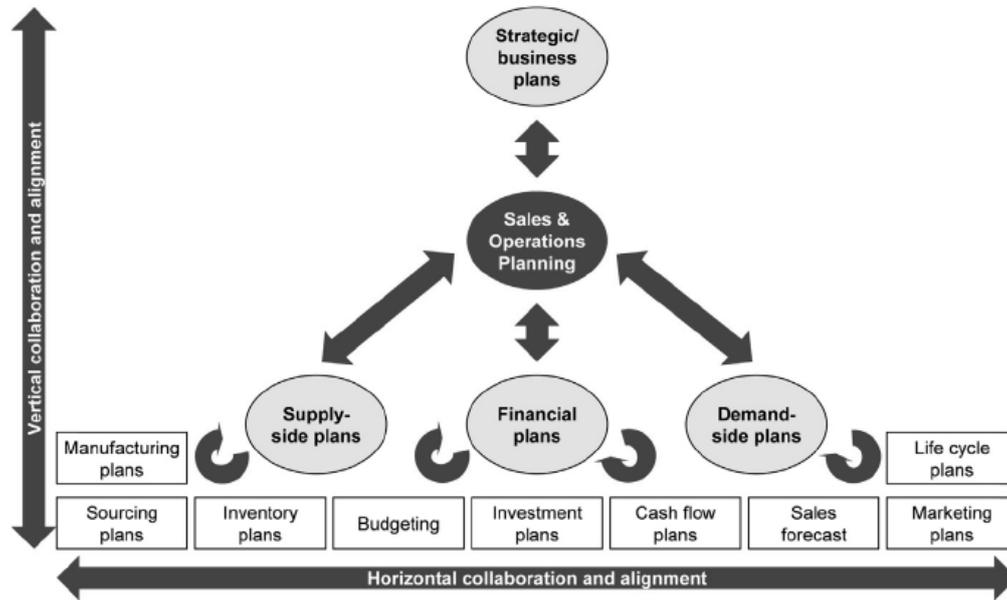 Strategic/
business
plans
Vertical collaboration and alignment
Sales &
Operations
Planning
Supply-
side plans
Financial
plans
Demand-
side plans
Manufacturing
plans
Life cycle
plans
Sourcing
plans
Inventory
plans
Budgeting
Investment
plans
Cash flow
plans
Sales
forecast
Marketing
plans
Horizontal collaboration and alignment